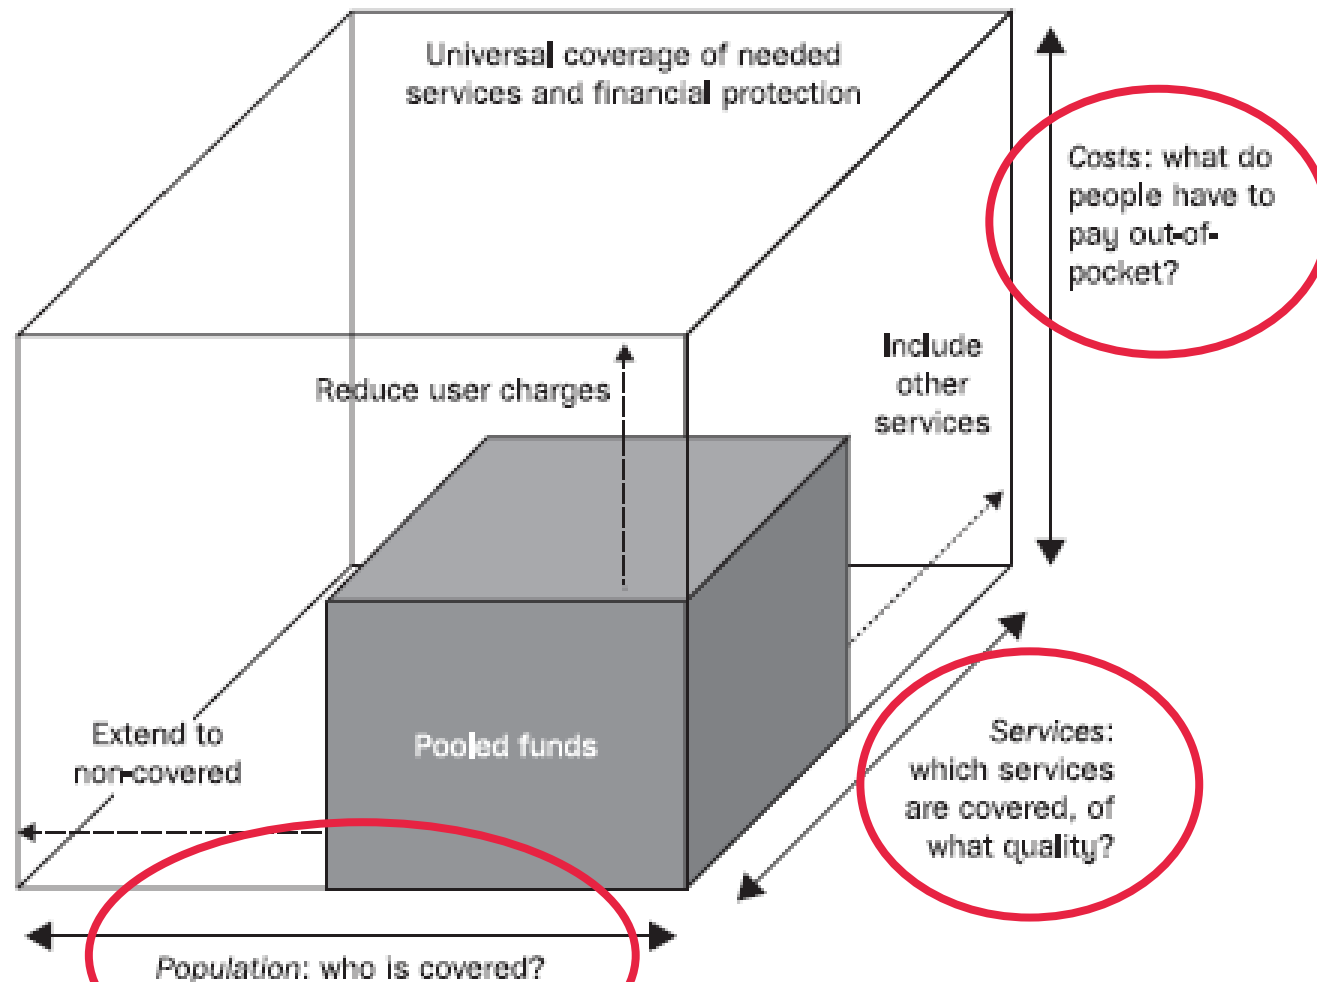 Universal coverage of needed
services and financial protection
Costs: what do
people have to
pay out-of-
pocket?
Include
other
services
Reduce user charges
Extend to
non-covered
Pooled funds
Services:
which services
are covered, of
what quality?
Population: who is covered?